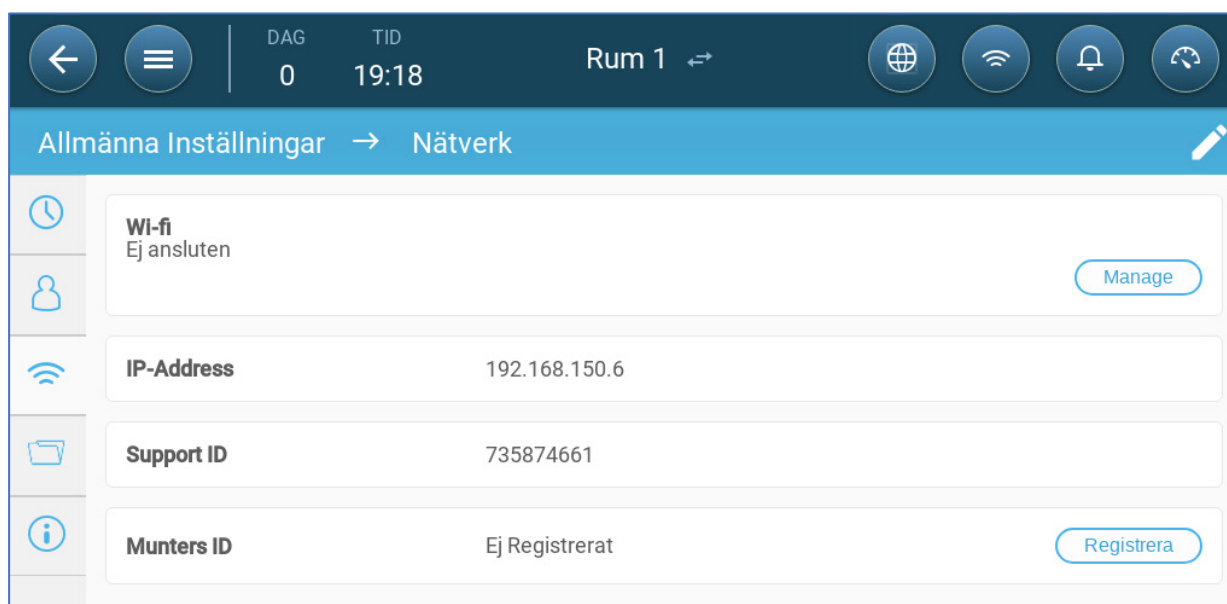 DAG TID
0 19:18 Rum 1
Allmänna Inställningar → Nätverk
Wi-fi
Ej ansluten
Manage
IP-Address 192.168.150.6
Support ID 735874661
Munters ID Ej Registrerat Registrera